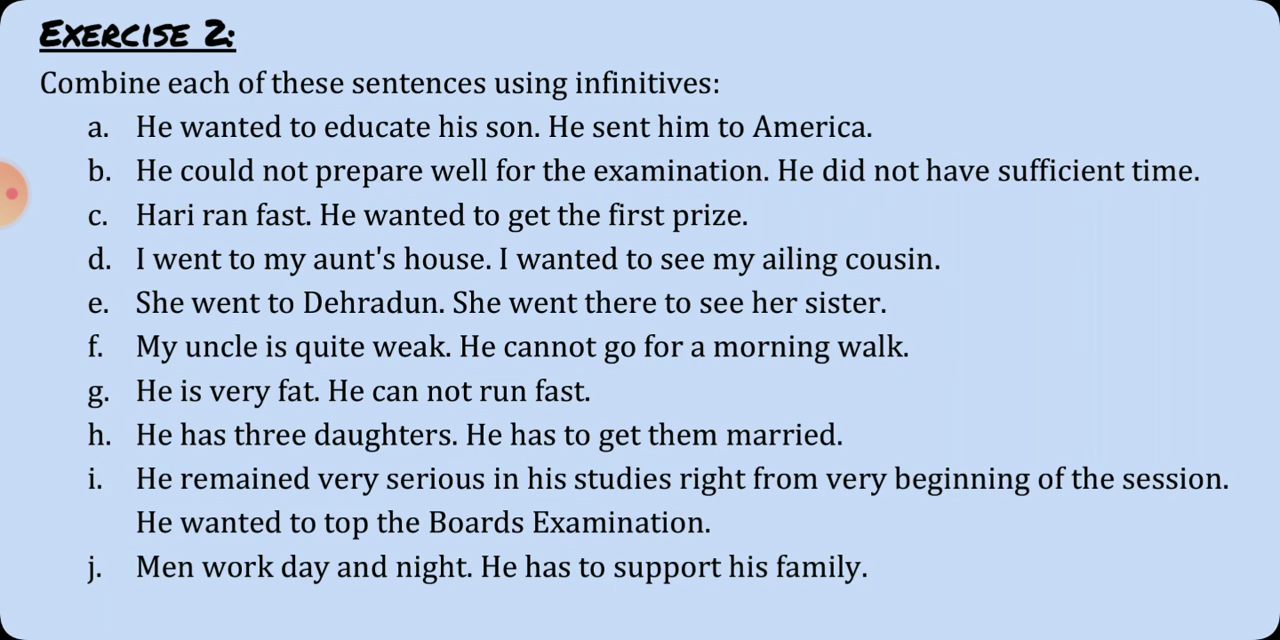 EXERCISE 2:
Combine each of these sentences using infinitives:
a. He wanted to educate his son. He sent him to America.
b. He could not prepare well for the examination. He did not have sufficient time.
c. Hari ran fast. He wanted to get the first prize.
d. I went to my aunt's house. I wanted to see my ailing cousin.
e. She went to Dehradun. She went there to see her sister.
f. My uncle is quite weak. He cannot go for a morning walk.
g. He is very fat. He can not run fast.
h. He has three daughters. He has to get them married.
i. He remained very serious in his studies right from very beginning of the session.
He wanted to top the Boards Examination.
j. Men work day and night. He has to support his family.